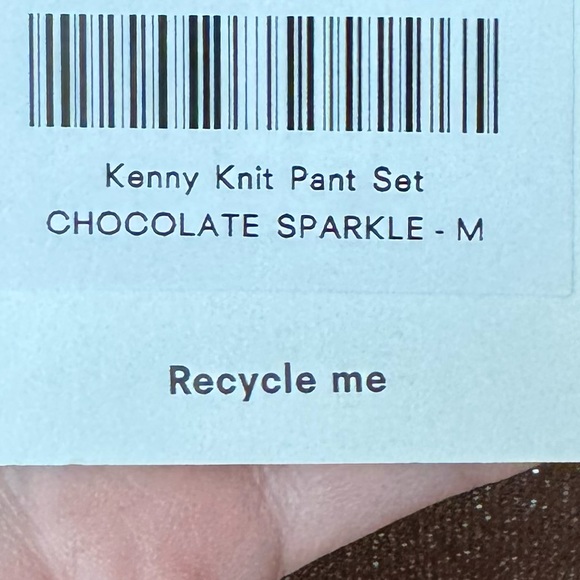 Kenny Knit Pant Set
CHOCOLATE SPARKLE - M
Recycle me